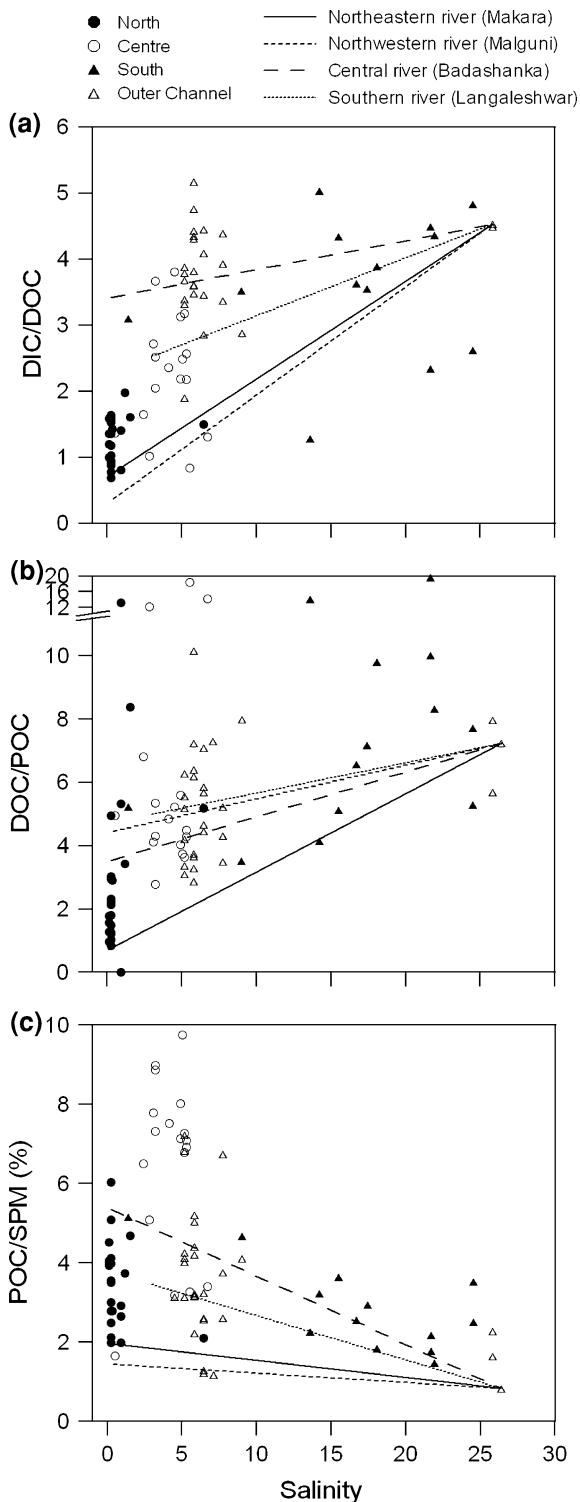 North
Centre
South
Outer Channel
Northeastern river (Makara)
Northwestern river (Malguni)
Central river (Badashanka)
Southern river (Langaleshwar)
(a)
6
5
4
3
2
1
0
DIC/DOC
(b)
20
16
12
10
8
6
4
2
0
DOC/POC
(c)
10
8
6
4
2
0
POC/SPM (%)
0 5 10 15 20 25 30
Salinity